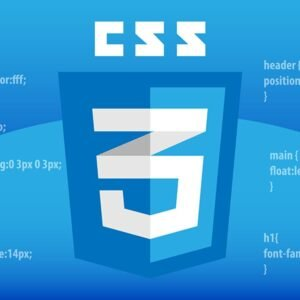 CSS
3
or:fff;
o;
g:0 3px 0 3px;
e:14px;
header {
position
}
main {
float:le
}
h1{
font-fam